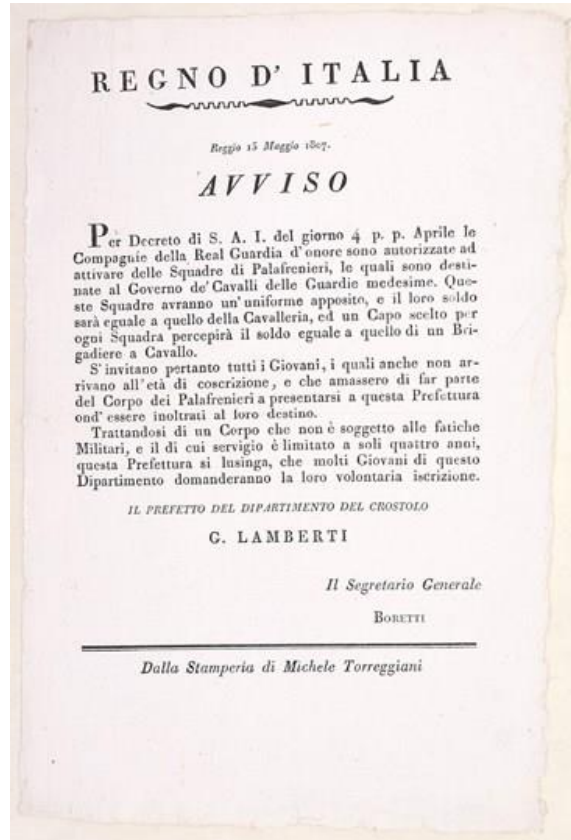 REGNO D' ITALIA
Reggio 15 Maggio 1807.
AVVISO
Per Decreto di S. A. I. del giorno 4 p. p. Aprile le
Compagnie della Real Guardia d'onore sono autorizzate ad
attivare delle Squadre di Palafrenieri, le quali sono desti-
nate al Governo de' Cavalli delle Guardie medesime. Que-
ste Squadre avranno un' uniforme apposito, e il loro soldo
sarà eguale a quello della Cavalleria, ed un Capo scelto per
ogni Squadra percepirà il soldo eguale a quello di un Bri-
gadiere a Cavallo.
S' invitano pertanto tutti i Giovani, i quali anche non ar-
rivano all' età di coscrizione, e che amassero di far parte
del Corpo dei Palafrenieri a presentarsi a questa Prefettura
ond' essere inoltrati al loro destino.
Trattandosi di un Corpo che non è soggetto alle fatiche
Militari, e il di cui servigio è limitato a soli quattro anni,
questa Prefettura si lusinga, che molti Giovani di questo
Dipartimento domanderanno la loro volontaria iscrizione.
IL PREFETTO DEL DIPARTIMENTO DEL CROSTOLO
G. LAMBERTI
Il Segretario Generale
BORETTI
Dalla Stamperia di Michele Torreggiani